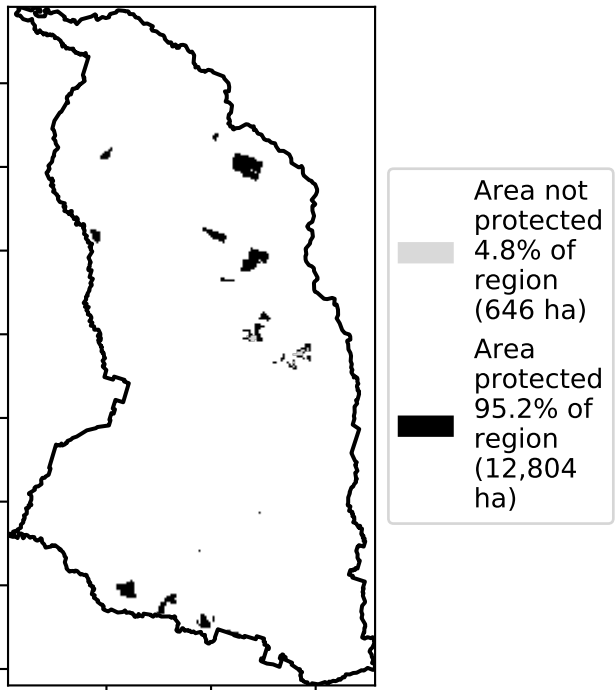 Area not
protected
4.8% of
region
(646 ha)
Area
protected
95.2% of
region
(12,804
ha)